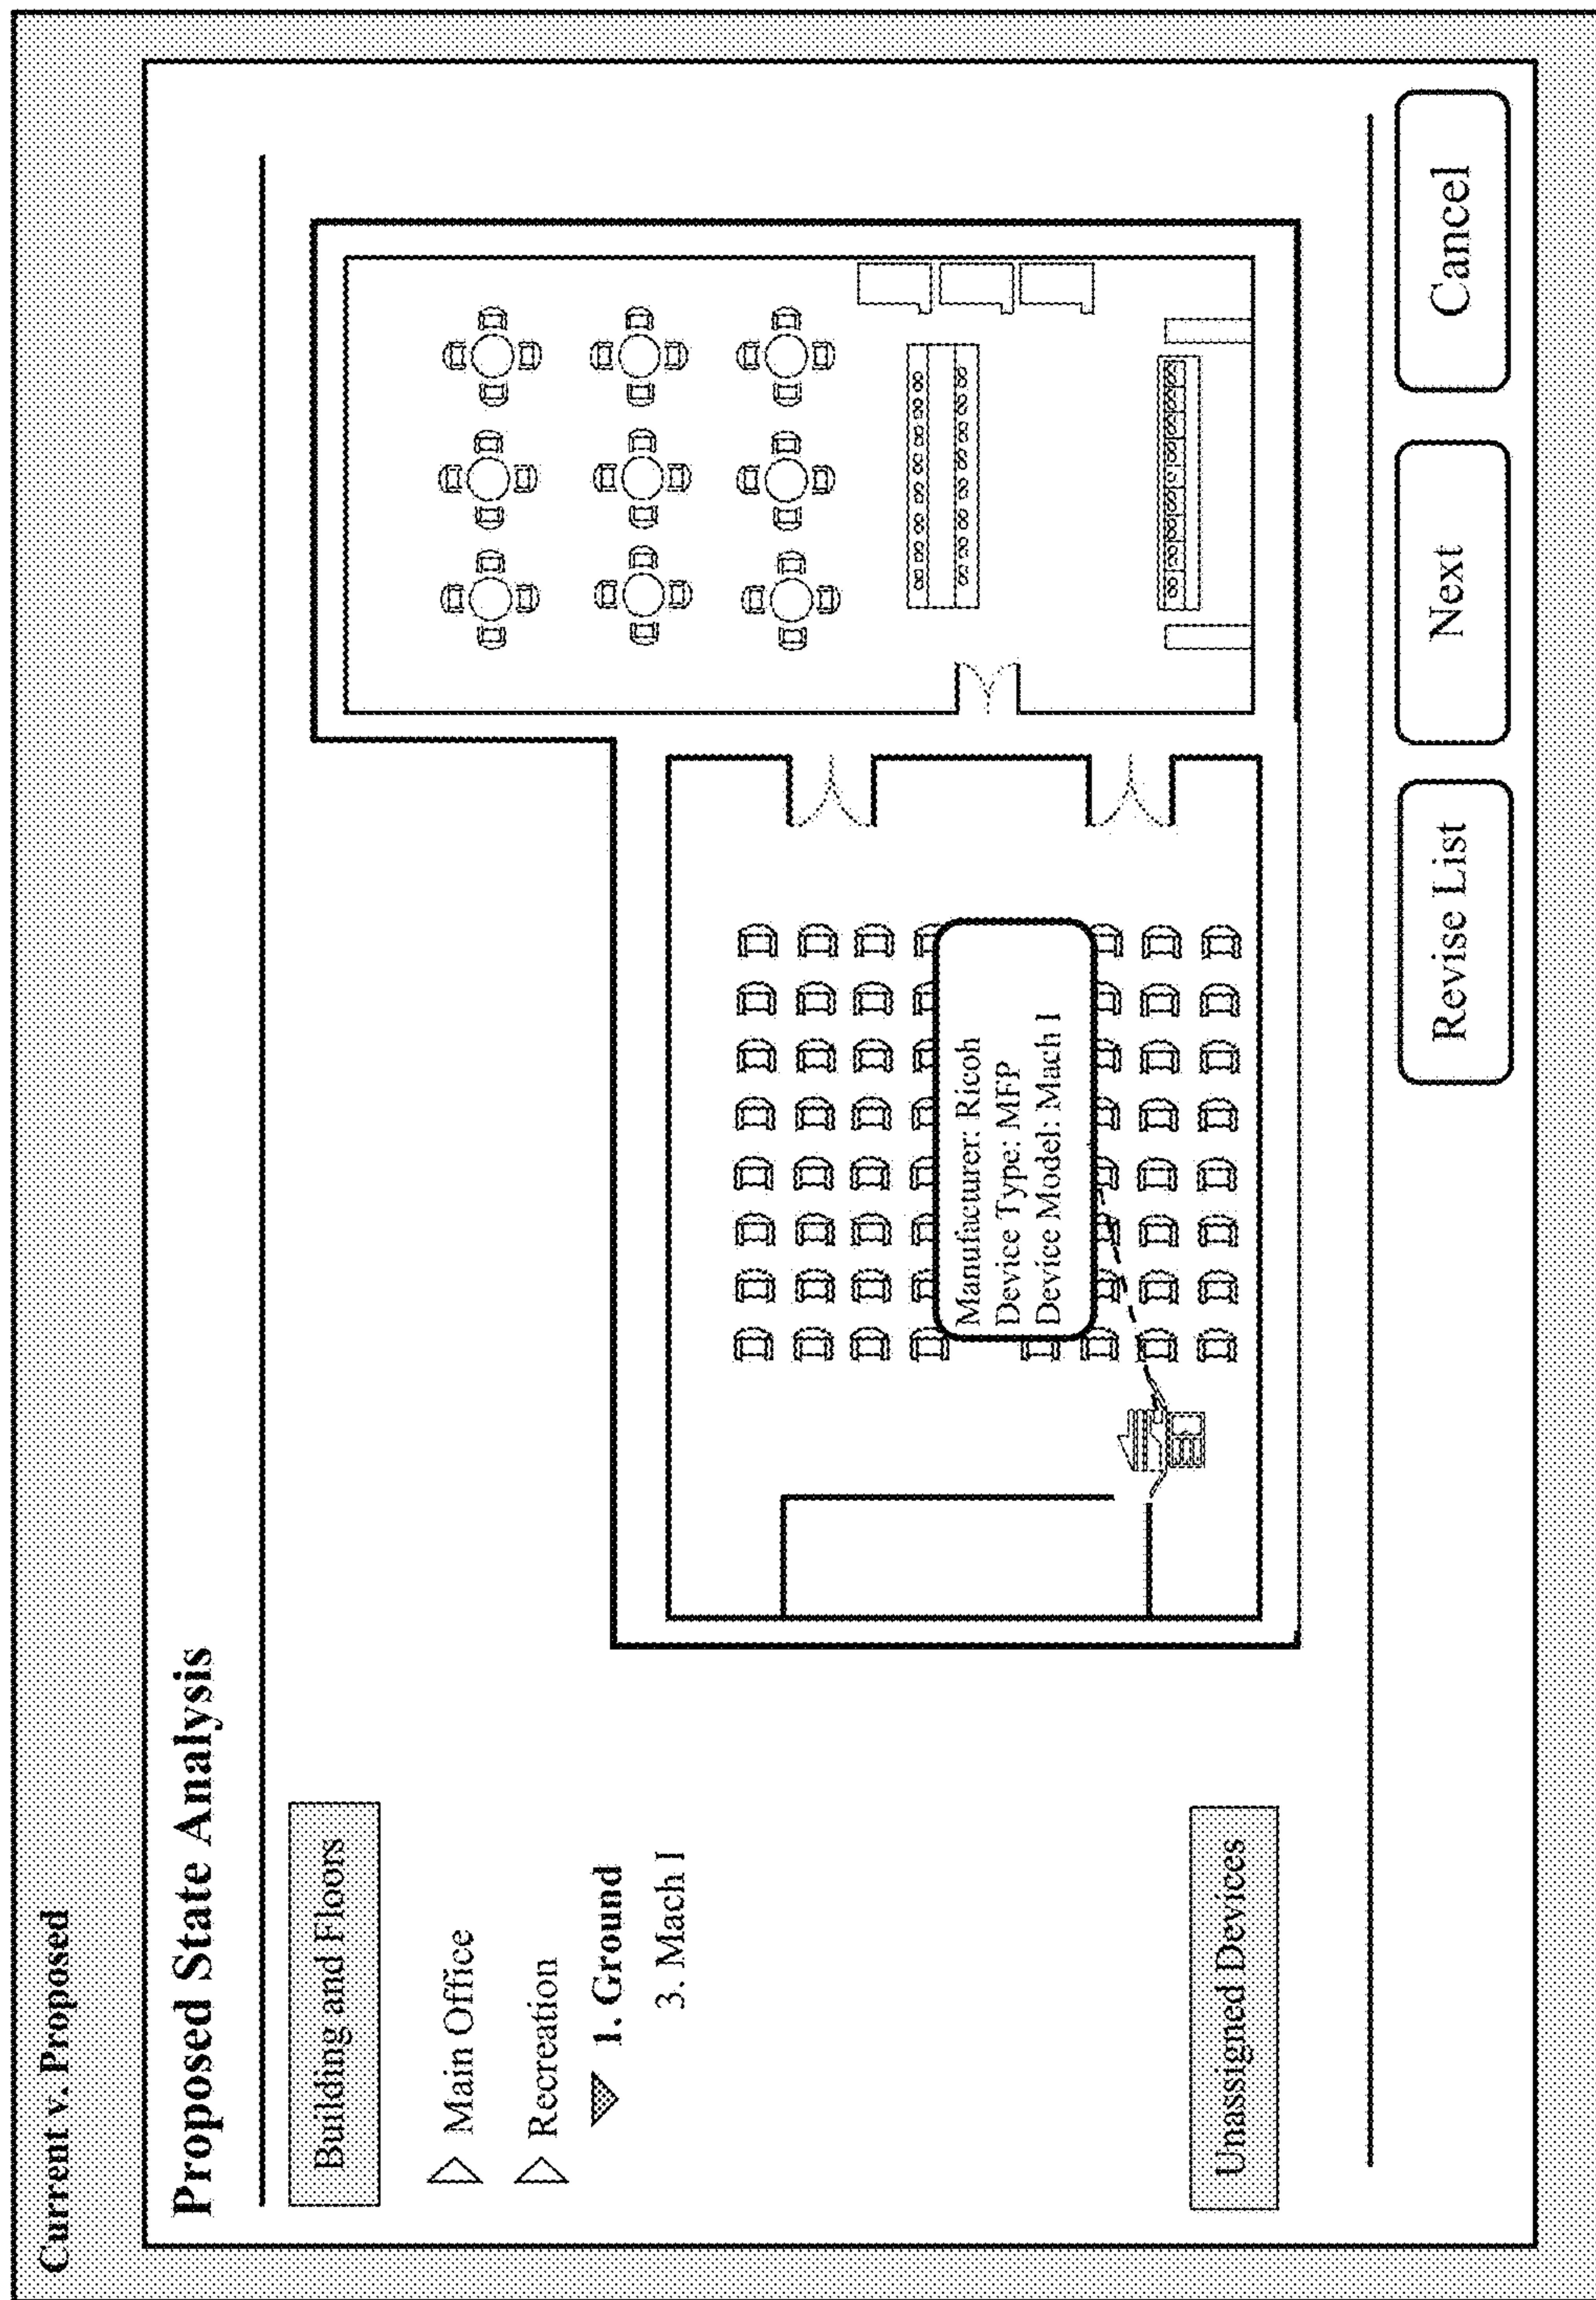 Current v. Proposed
Proposed State Analysis
Building and Floors
Main Office
Recreation
1. Ground
3. Mach I
Unassigned Devices
Manufacturer: Ricoh
Device Type: MFP
Device Model: Mach I
Revise List
Next
Cancel